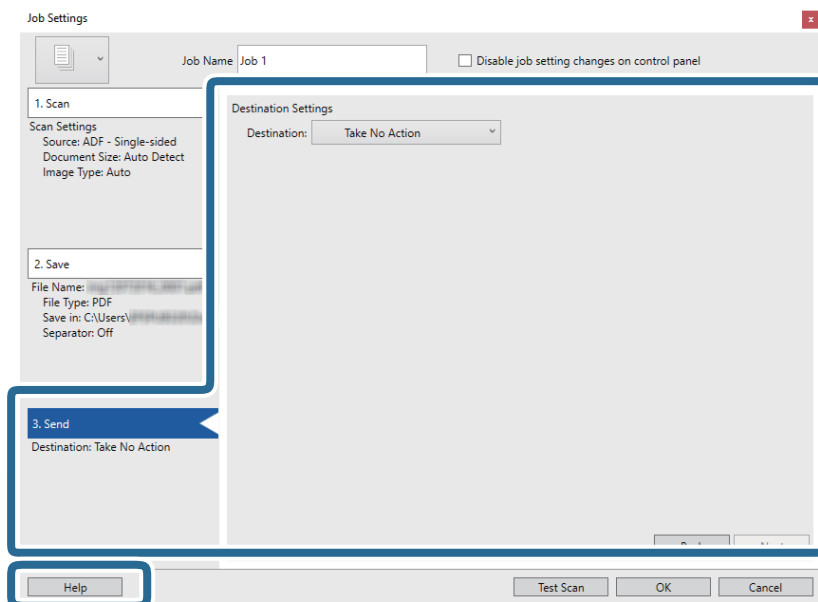 Job Settings
x
Job Name Job 1
Disable job setting changes on control panel
1. Scan
Scan Settings
Source: ADF - Single-sided
Document Size: Auto Detect
Image Type: Auto
2. Save
File Name:
File Type: PDF
Save in: C:\Users\
Separator: Off
3. Send
Destination: Take No Action
Destination Settings
Destination: Take No Action
Help
Test Scan
OK
Cancel